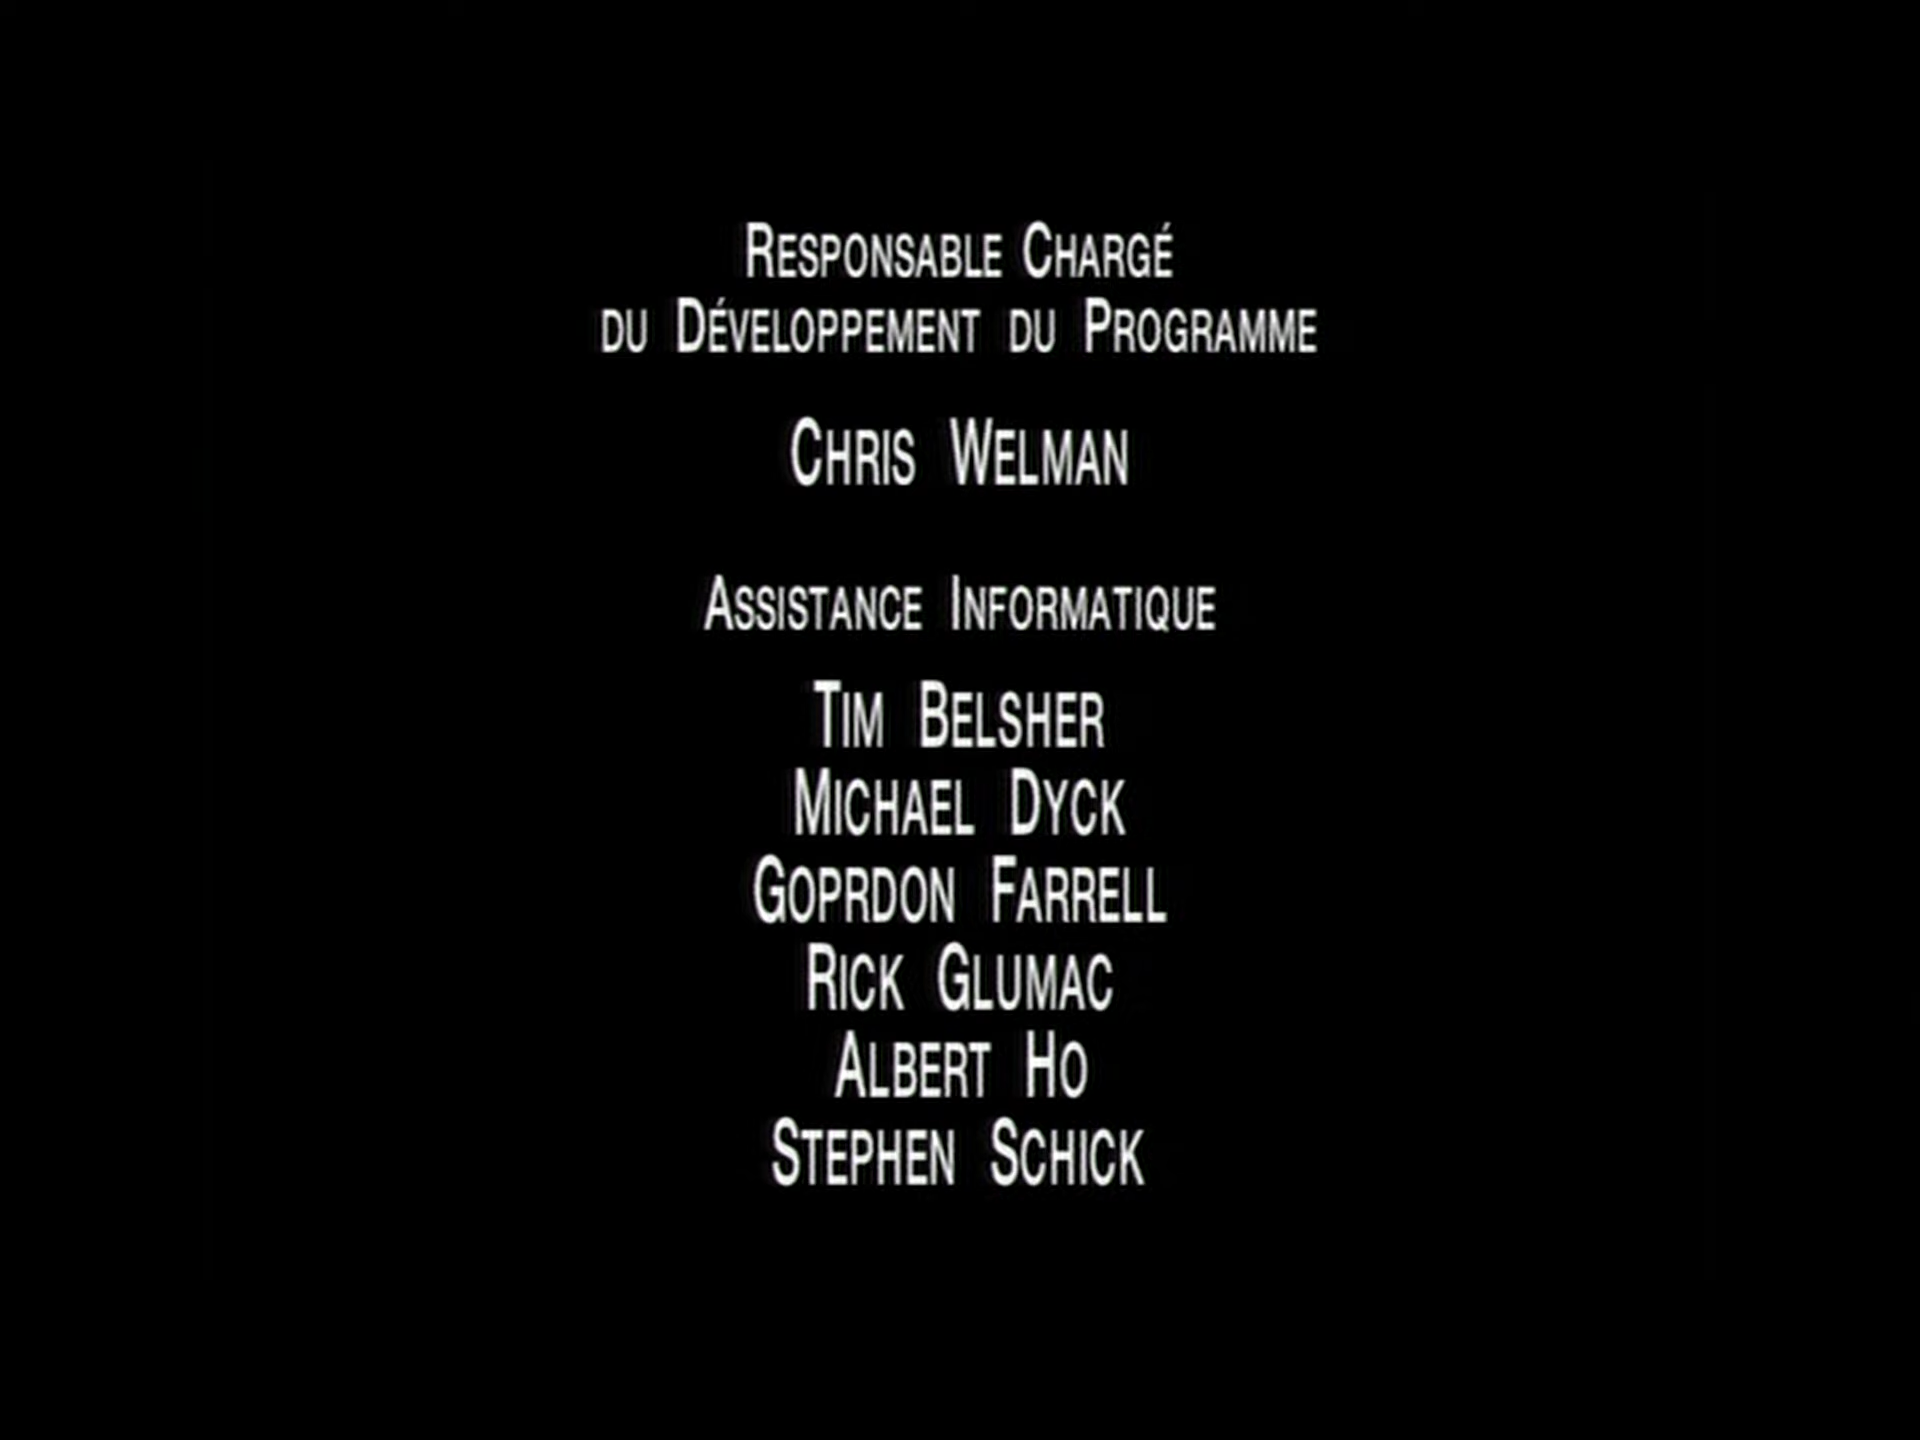 Responsable Chargé
du Développement du Programme
Chris Welman
Assistance Informatique
Tim Belsher
Michael Dyck
Goprdon Farrell
Rick Glumac
Albert Ho
Stephen Schick